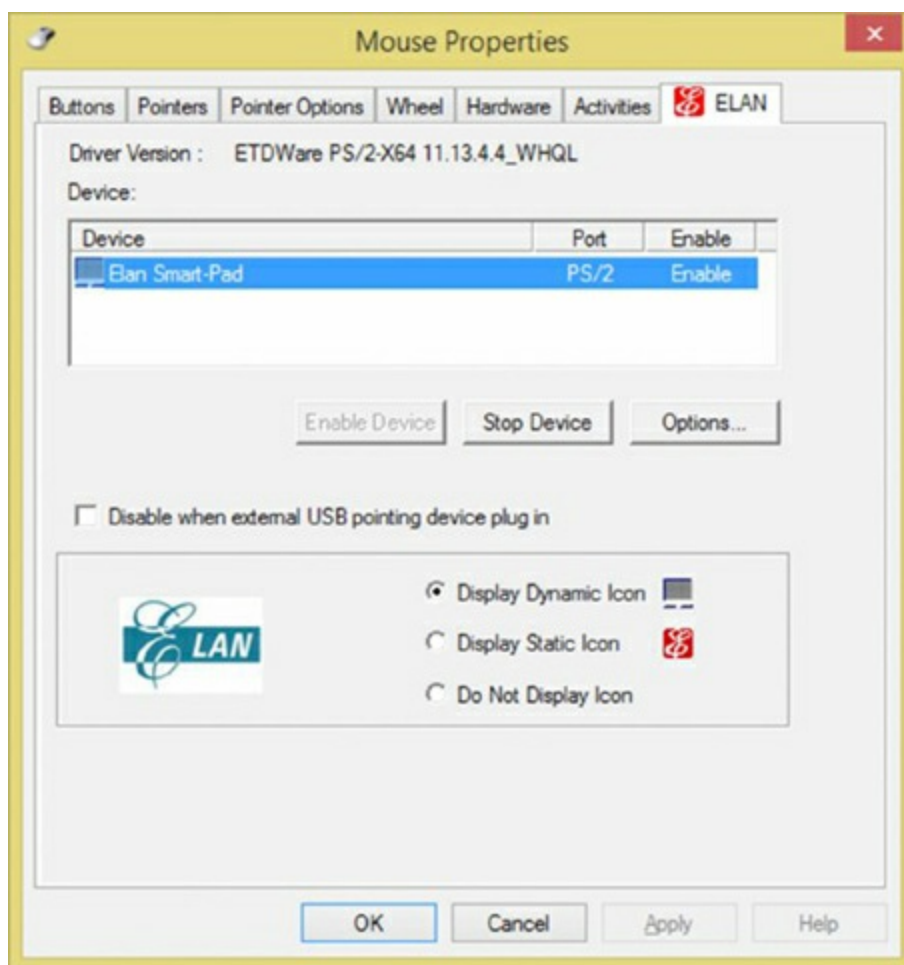 Mouse Properties
Buttons Pointers Pointer Options Wheel Hardware Activities ELAN
Driver Version : ETDWare PS/2-X64 11.13.4.4_WHQL
Device:
Device Port Enable
Elan Smart-Pad PS/2 Enable
Enable Device Stop Device Options...
Disable when external USB pointing device plug in
Display Dynamic Icon
ELAN Display Static Icon
Do Not Display Icon
OK Cancel Apply Help